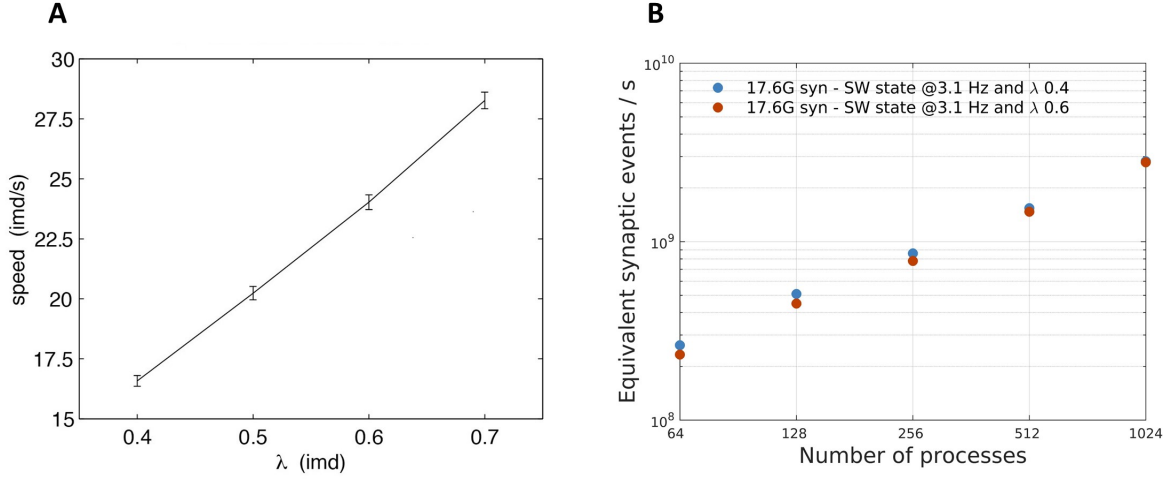 A
30
27.5
25
22.5
20
17.5
15
speed (imd/s)
0.4 0.5 0.6 0.7
λ (imd)
B
10^10
10^9
10^8
Equivalent synaptic events / s
17.6G syn - SW state @3.1 Hz and λ 0.4
17.6G syn - SW state @3.1 Hz and λ 0.6
64 128 256 512 1024
Number of processes